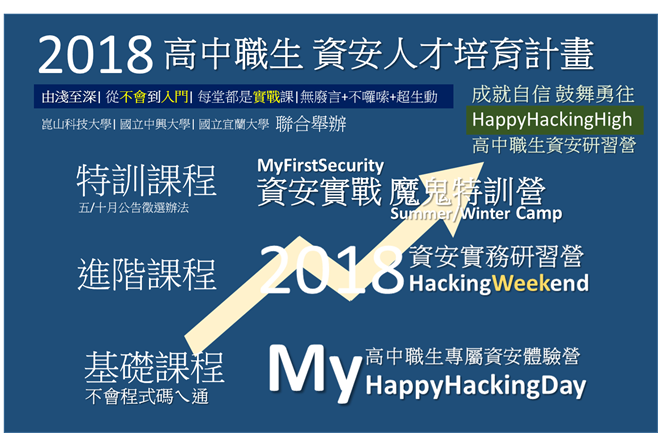 2018 高中職生 資安人才培育計畫
由淺至深| 從不會到入門| 每堂都是實戰課|無廢言+不囉嗦+超生動
崑山科技大學| 國立中興大學| 國立宜蘭大學 聯合舉辦
成就自信 鼓舞勇往
HappyHackingHigh
高中職生資安研習營
特訓課程
五/十月公告徵選辦法
MyFirstSecurity
資安實戰 魔鬼特訓營
Summer/Winter Camp
進階課程
2018 資安實務研習營
HackingWeekend
基礎課程
不會程式碼ㄟ通
My 高中職生專屬資安體驗營
HappyHackingDay